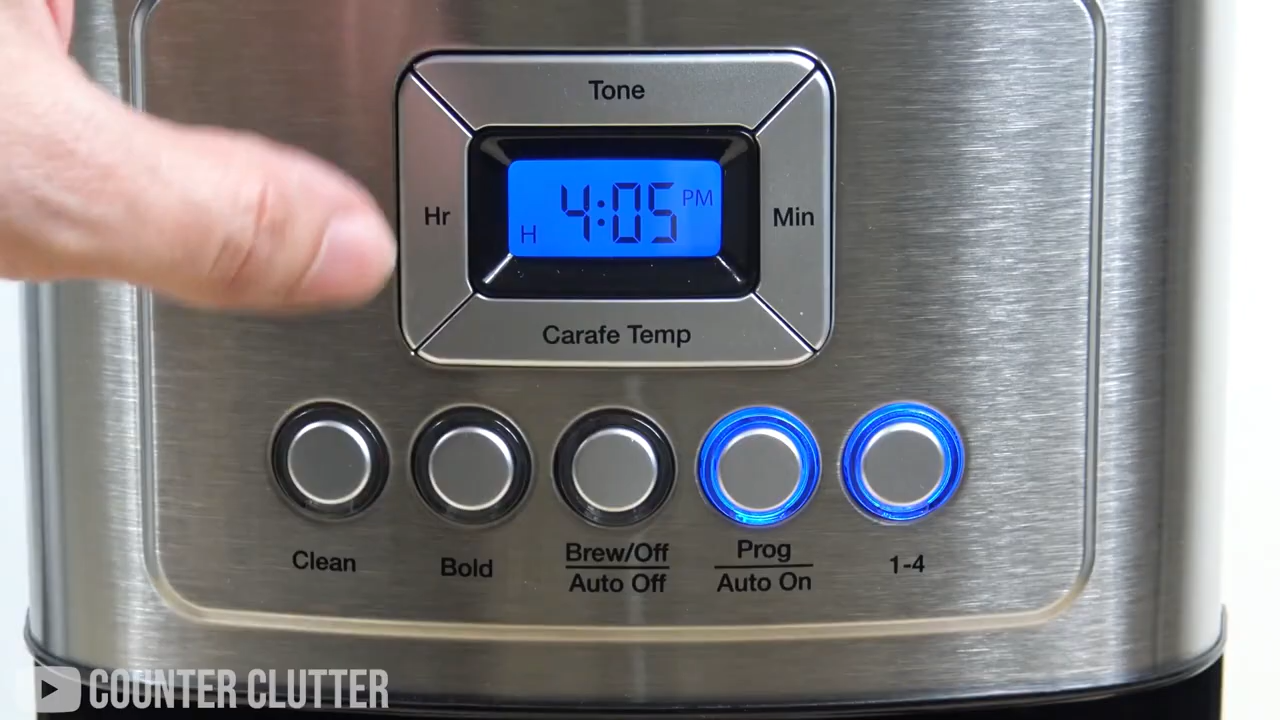 Tone
Hr
4:05 PM
H
Min
Carafe Temp
Clean
Bold
Brew/Off
Auto Off
Prog
Auto On
1-4
COUNTER CLUTTER